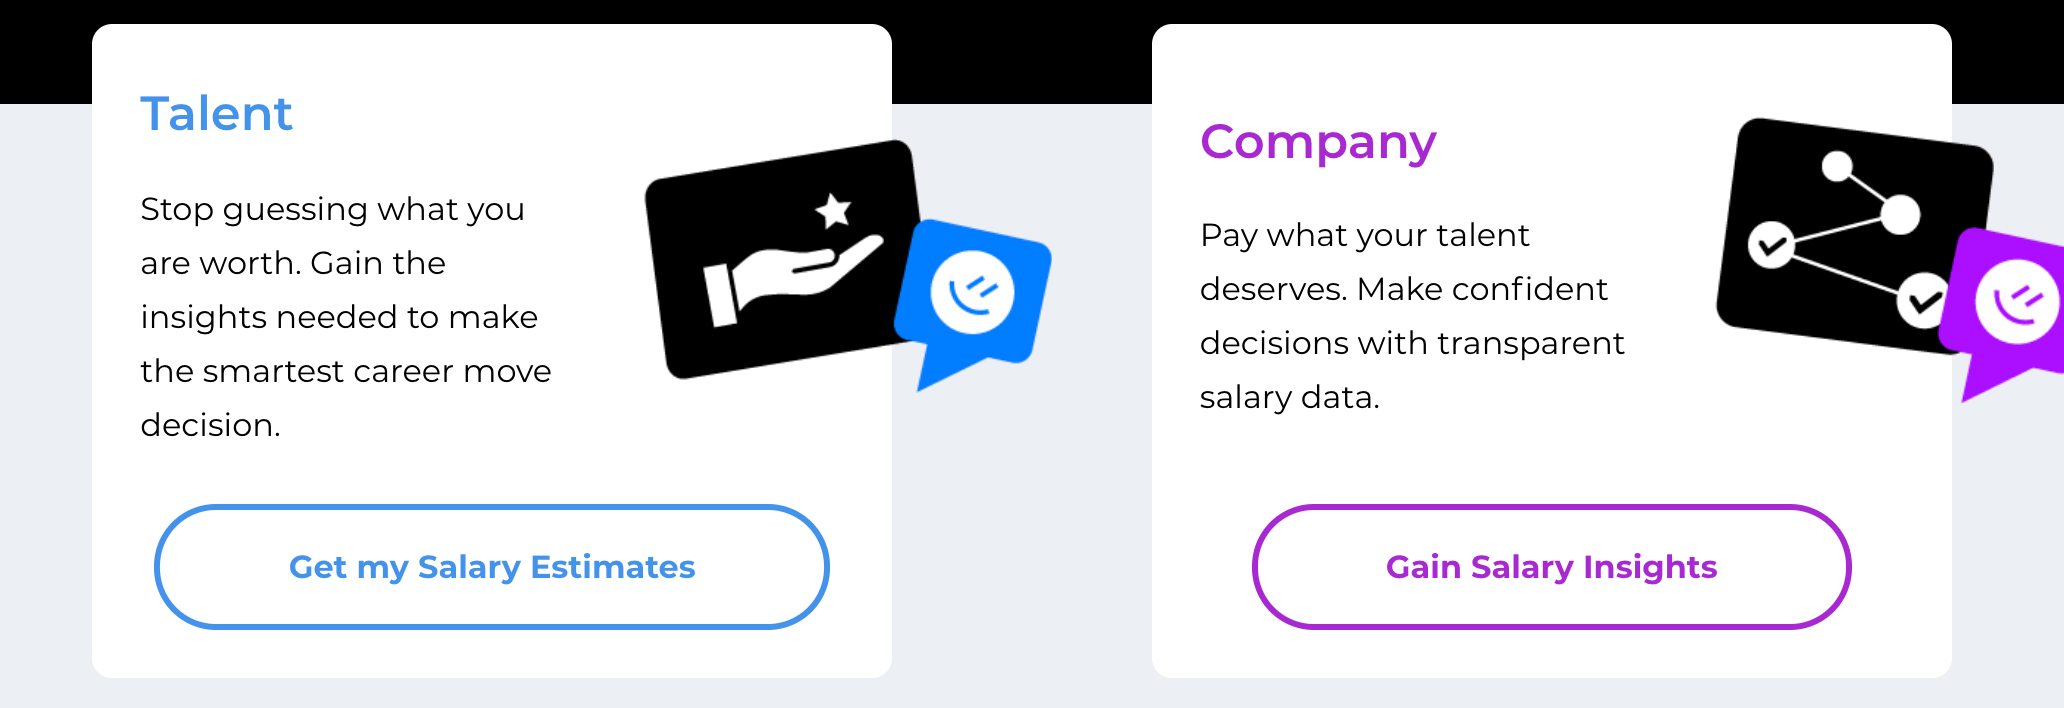 Talent
Stop guessing what you
are worth. Gain the
insights needed to make
the smartest career move
decision.
Get my Salary Estimates
Company
Pay what your talent
deserves. Make confident
decisions with transparent
salary data.
Gain Salary Insights